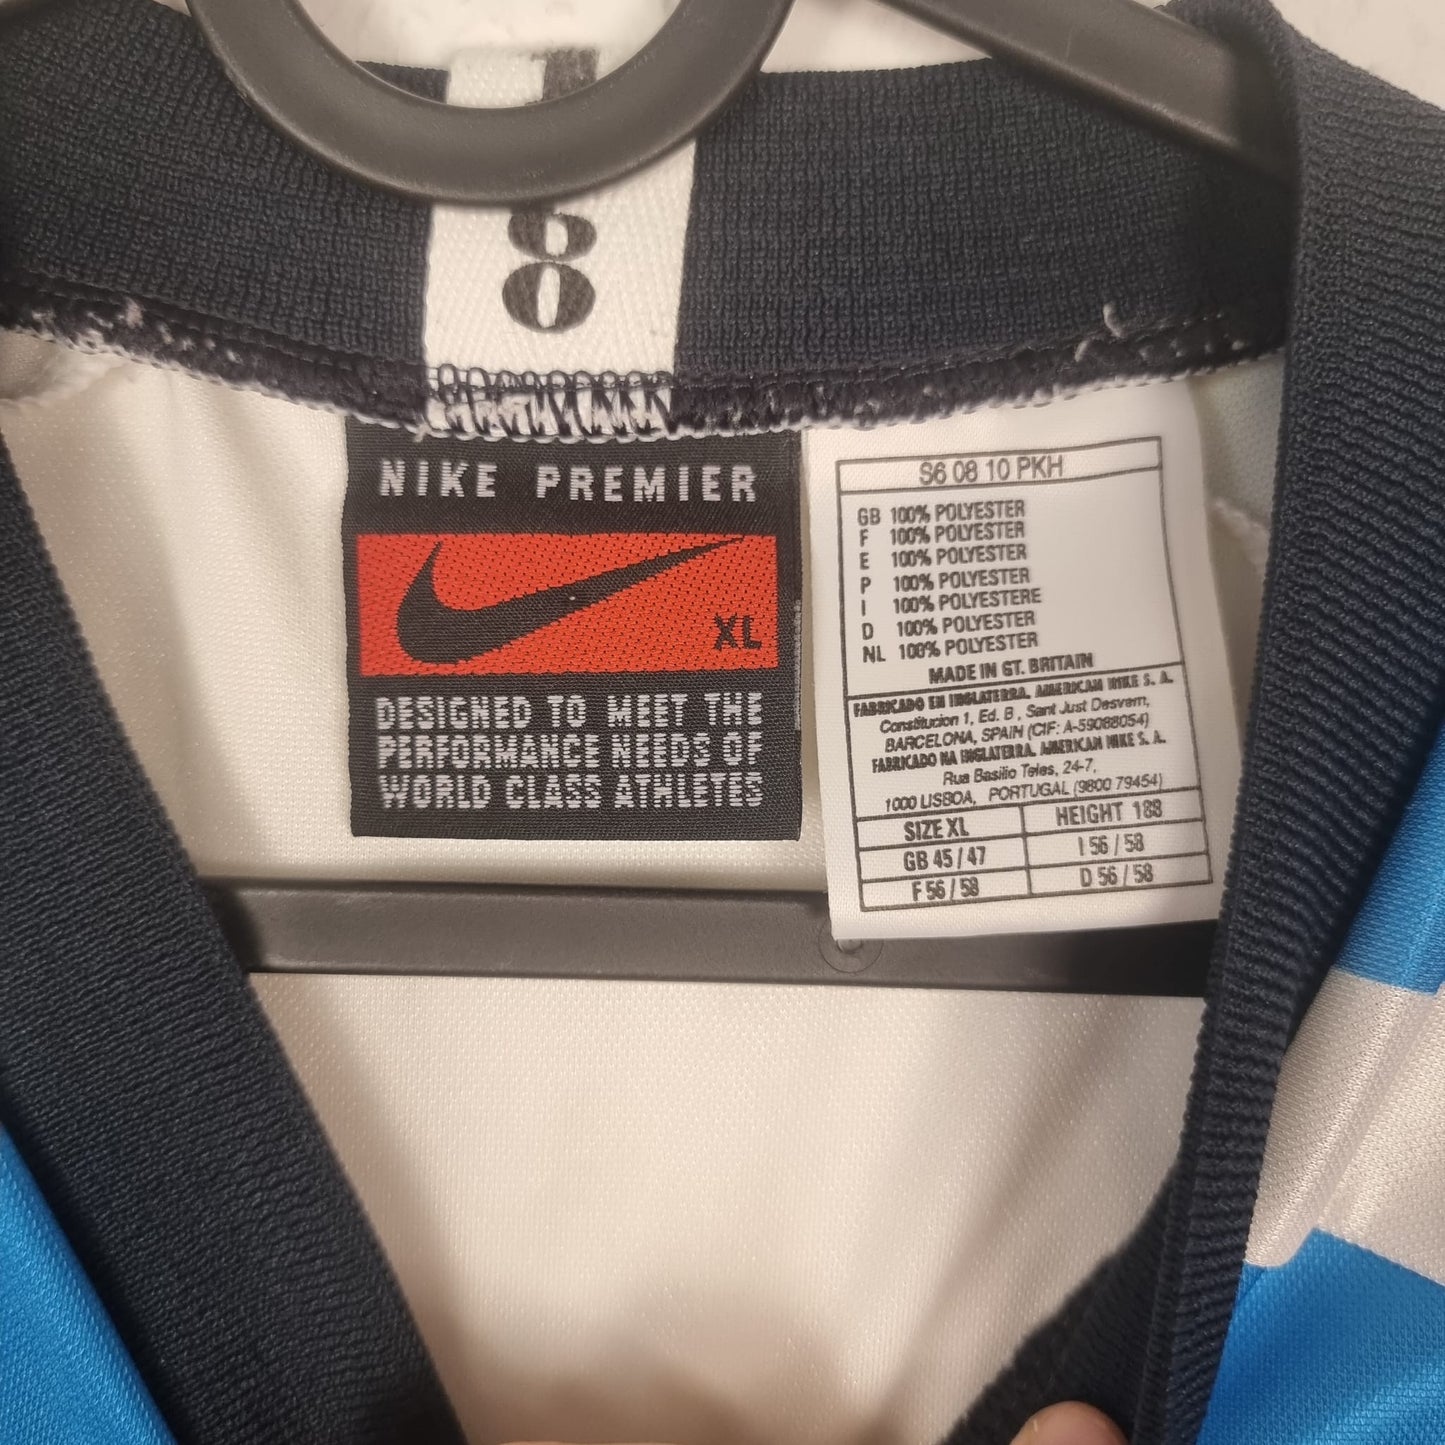 60
NIKE PREMIER
XL
DESIGNED TO MEET THE
PERFORMANCE NEEDS OF
WORLD CLASS ATHLETES
S6 08 10 PKH
GB 100% POLYESTER
F 100% POLYESTER
E 100% POLYESTER
P 100% POLYESTER
I 100% POLYESTERE
D 100% POLYESTER
NL 100% POLYESTER
MADE IN GT. BRITAIN
FABRICADO EN INGLATERRA. AMERICAN NIKE S. A.
Constitucion 1, Ed. B , Sant Just Desvern,
BARCELONA, SPAIN (CIF: A-59088054)
FABRICADO NA INGLATERRA. AMERICAN NIKE S. A.
Rua Basilio Teles, 24-7,
1000 LISBOA, PORTUGAL (9800 79454)
SIZE XL HEIGHT 188
GB 45 / 47 I 56 / 58
F 56 / 58 D 56 / 58